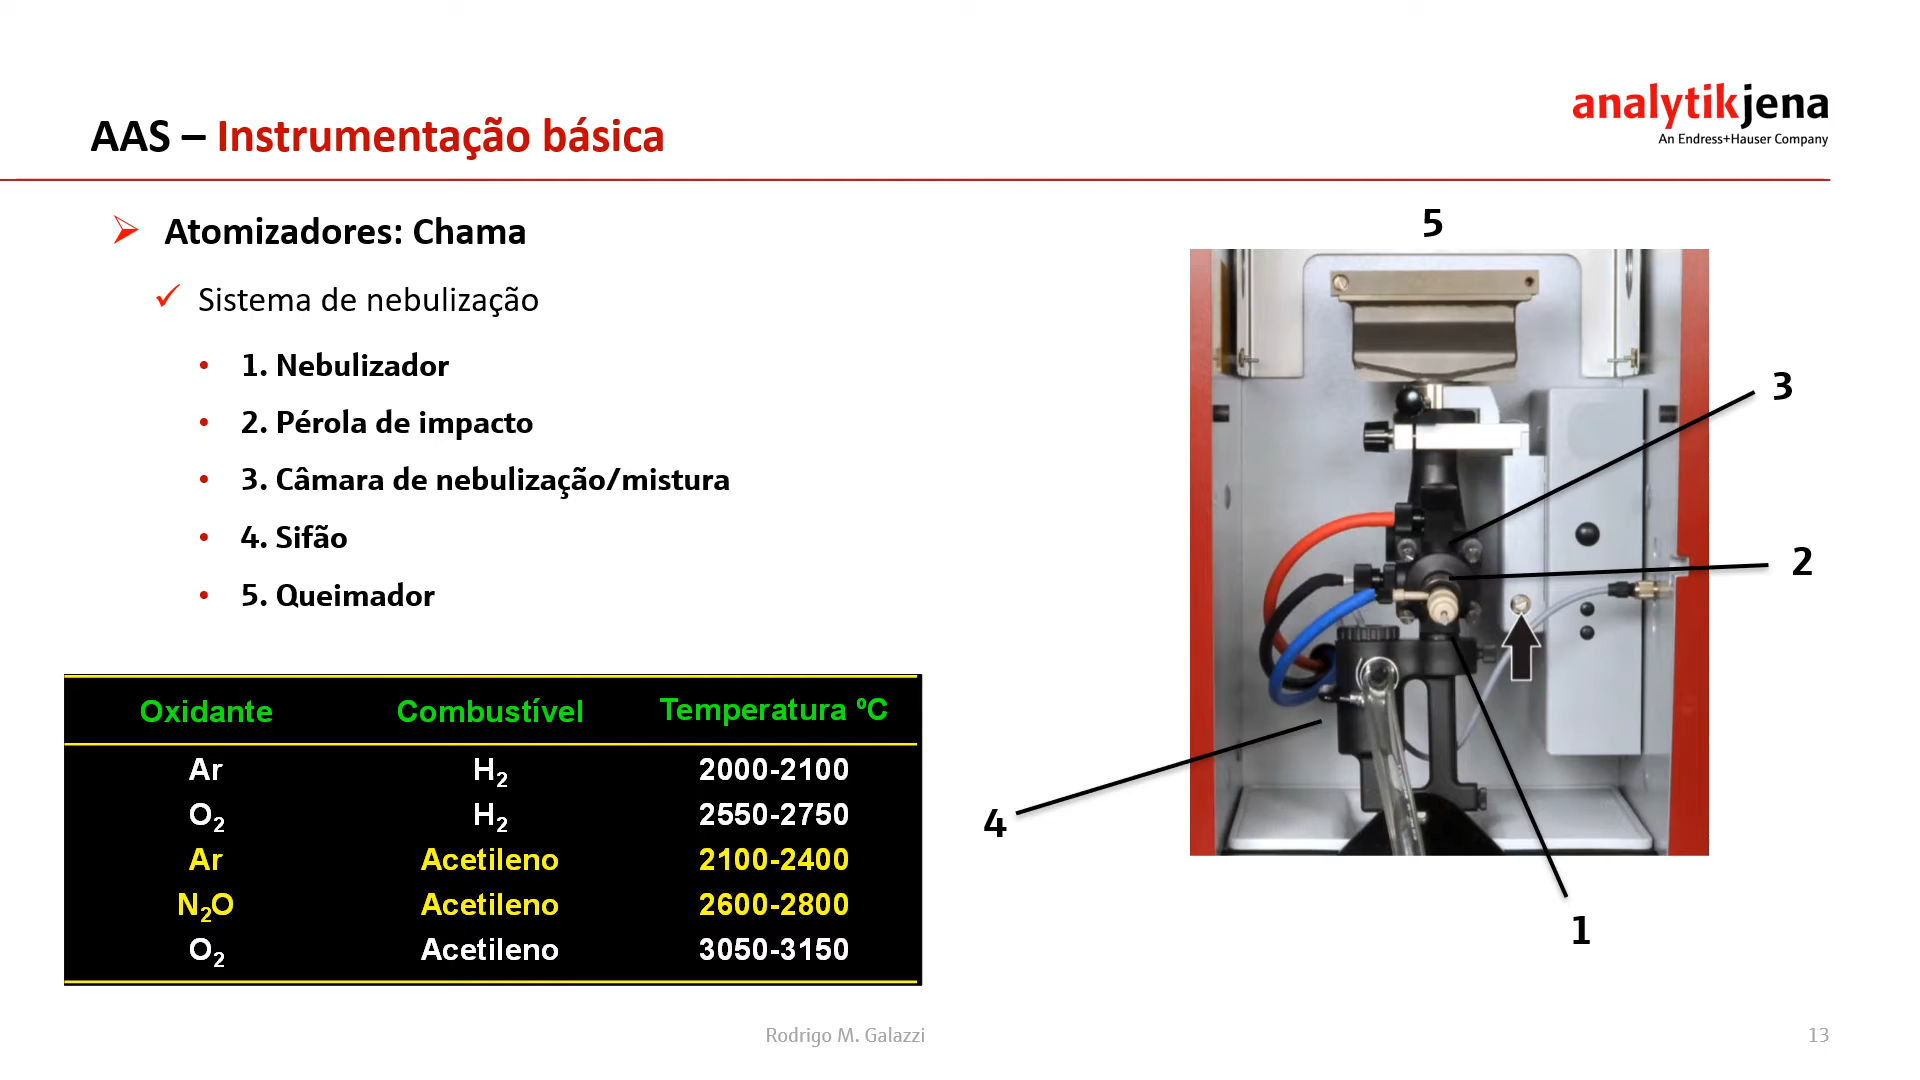 analytikjena
An Endress+Hauser Company
AAS – Instrumentação básica
Atomizadores: Chama
Sistema de nebulização
1. Nebulizador
2. Pérola de impacto
3. Câmara de nebulização/mistura
4. Sifão
5. Queimador
5
3
2
4
1
Oxidante Combustível Temperatura ºC
Ar H₂ 2000-2100
O₂ H₂ 2550-2750
Ar Acetileno 2100-2400
N₂O Acetileno 2600-2800
O₂ Acetileno 3050-3150
Rodrigo M. Galazzi
13